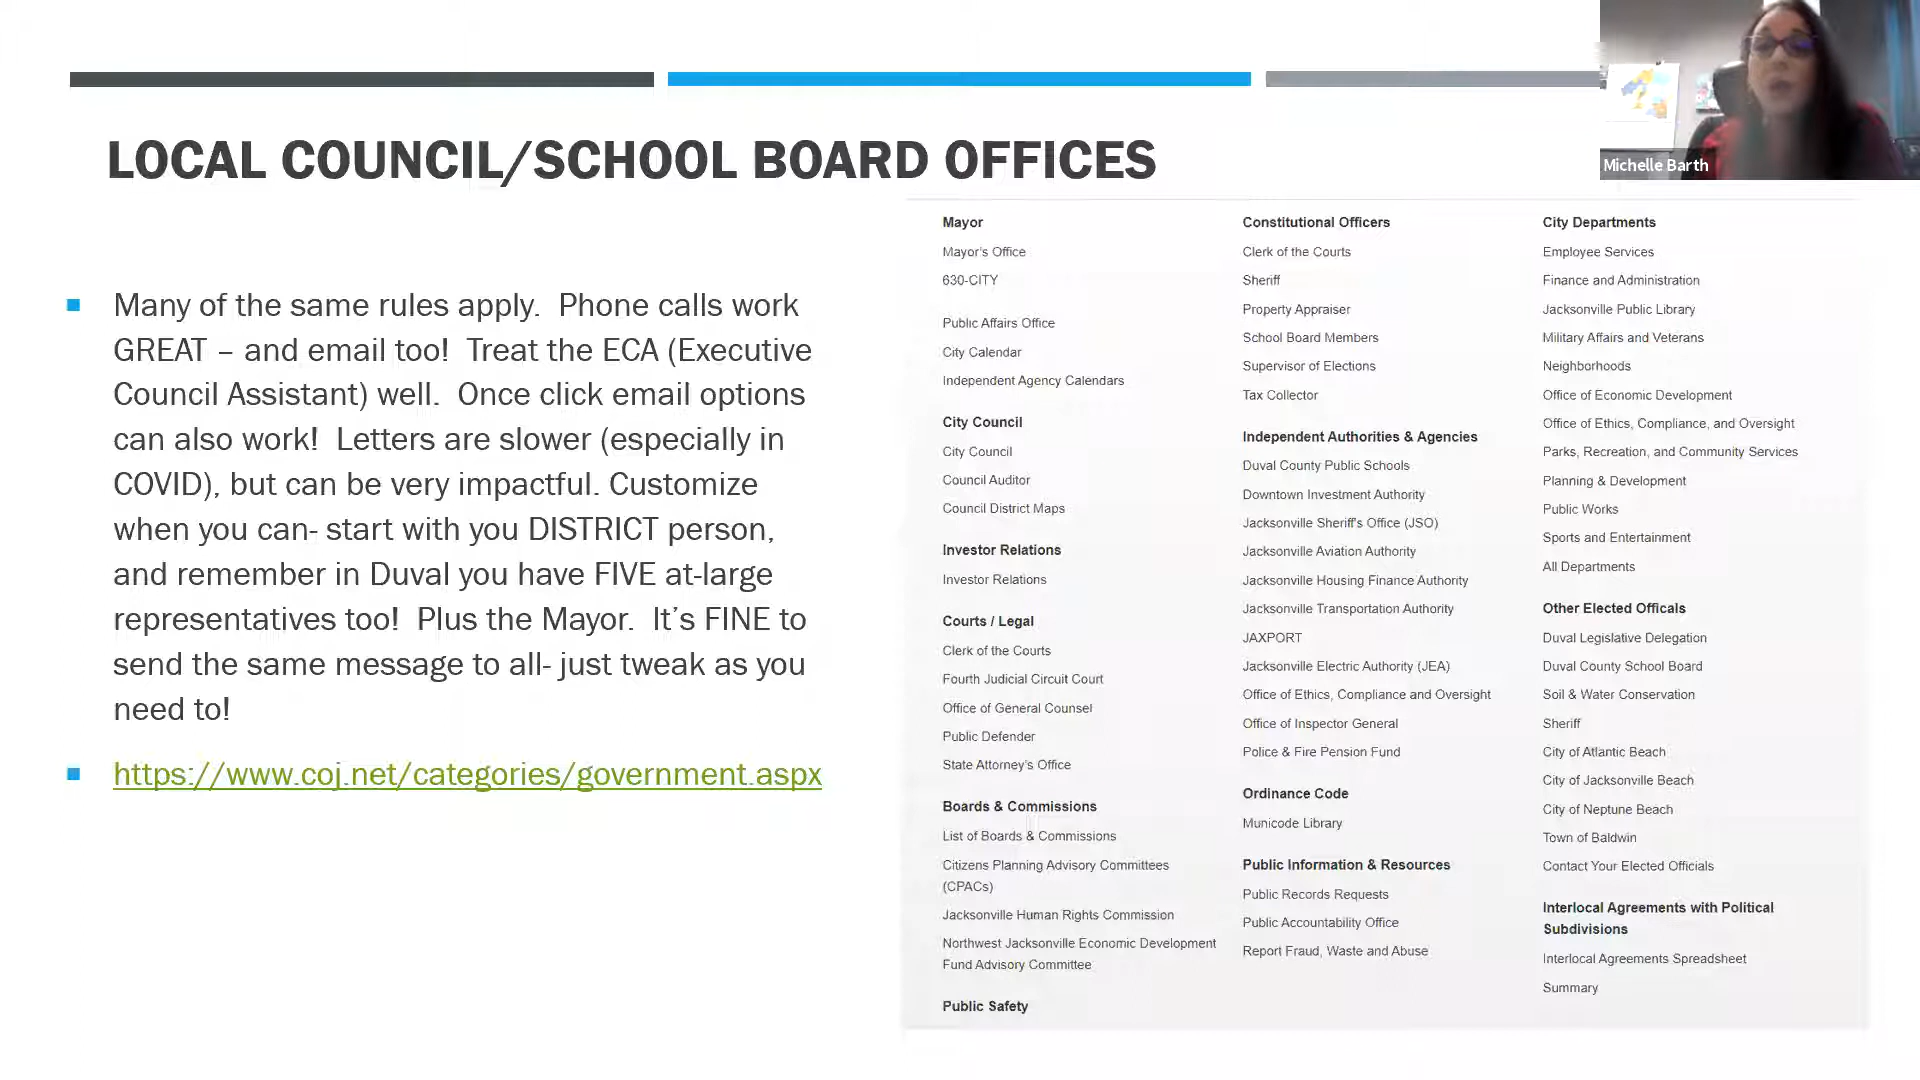 LOCAL COUNCIL/SCHOOL BOARD OFFICES
Michelle Barth
Many of the same rules apply.  Phone calls work
GREAT – and email too!  Treat the ECA (Executive
Council Assistant) well.  Once click email options
can also work!  Letters are slower (especially in
COVID), but can be very impactful. Customize
when you can- start with you DISTRICT person,
and remember in Duval you have FIVE at-large
representatives too!  Plus the Mayor.  It’s FINE to
send the same message to all- just tweak as you
need to!
https://www.coj.net/categories/government.aspx
Mayor
Mayor's Office
630-CITY
Public Affairs Office
City Calendar
Independent Agency Calendars
City Council
City Council
Council Auditor
Council District Maps
Investor Relations
Investor Relations
Courts / Legal
Clerk of the Courts
Fourth Judicial Circuit Court
Office of General Counsel
Public Defender
State Attorney's Office
Boards & Commissions
List of Boards & Commissions
Citizens Planning Advisory Committees
(CPACs)
Jacksonville Human Rights Commission
Northwest Jacksonville Economic Development
Fund Advisory Committee
Public Safety
Constitutional Officers
Clerk of the Courts
Sheriff
Property Appraiser
School Board Members
Supervisor of Elections
Tax Collector
Independent Authorities & Agencies
Duval County Public Schools
Downtown Investment Authority
Jacksonville Sheriff's Office (JSO)
Jacksonville Aviation Authority
Jacksonville Housing Finance Authority
Jacksonville Transportation Authority
JAXPORT
Jacksonville Electric Authority (JEA)
Office of Ethics, Compliance and Oversight
Office of Inspector General
Police & Fire Pension Fund
Ordinance Code
Municode Library
Public Information & Resources
Public Records Requests
Public Accountability Office
Report Fraud, Waste and Abuse
City Departments
Employee Services
Finance and Administration
Jacksonville Public Library
Military Affairs and Veterans
Neighborhoods
Office of Economic Development
Office of Ethics, Compliance, and Oversight
Parks, Recreation, and Community Services
Planning & Development
Public Works
Sports and Entertainment
All Departments
Other Elected Officals
Duval Legislative Delegation
Duval County School Board
Soil & Water Conservation
Sheriff
City of Atlantic Beach
City of Jacksonville Beach
City of Neptune Beach
Town of Baldwin
Contact Your Elected Officials
Interlocal Agreements with Political
Subdivisions
Interlocal Agreements Spreadsheet
Summary